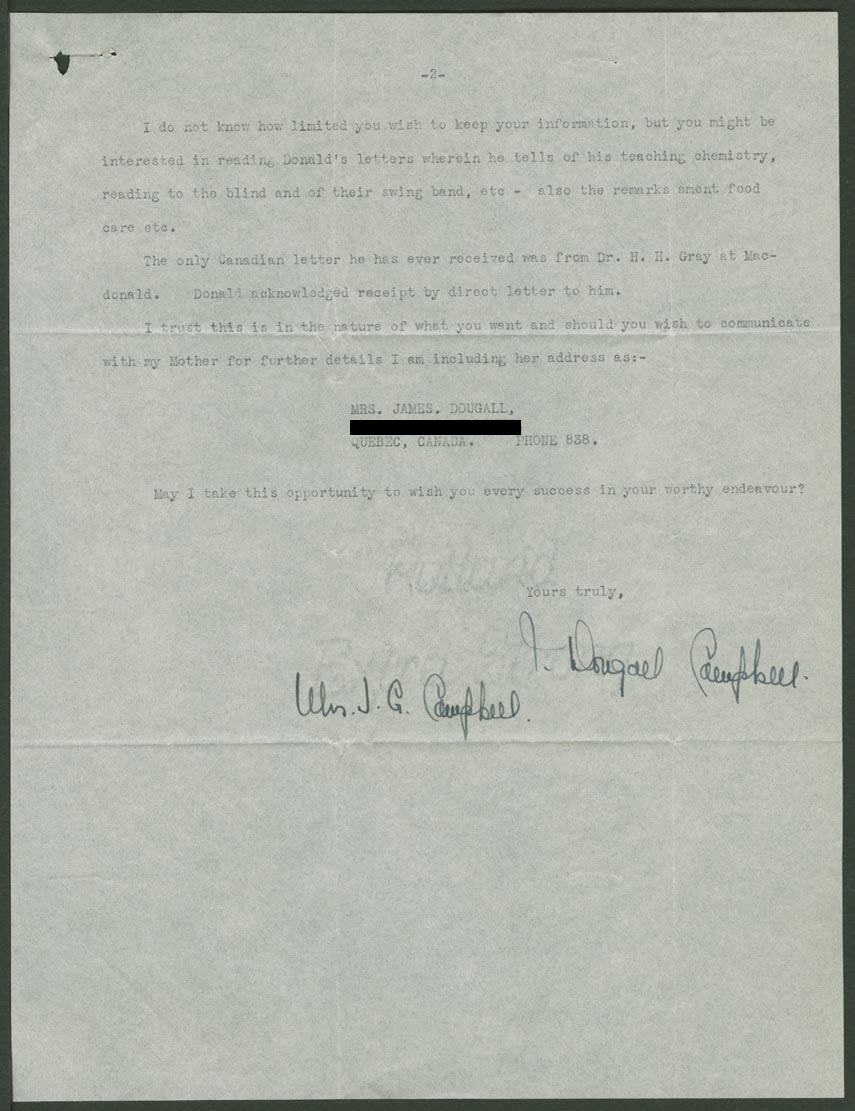 -2-
I do not know how limited you wish to keep your information, but you might be
interested in reading Donald's letters wherein he tells of his teaching chemistry,
reading to the blind and of their swing band, etc - also the remarks ament food
care etc.
The only Canadian letter he has ever received was from Dr. H. H. Gray at Mac-
donald. Donald acknowledged receipt by direct letter to him.
I trust this is in the nature of what you want and should you wish to communicate
with my Mother for further details I am including her address as:-
MRS. JAMES. DOUGALL,
QUEBEC, CANADA. PHONE 838.
May I take this opportunity to wish you every success in your worthy endeavour?
Yours truly,
Dougall Campbell.
Mrs. J. G. Campbell.